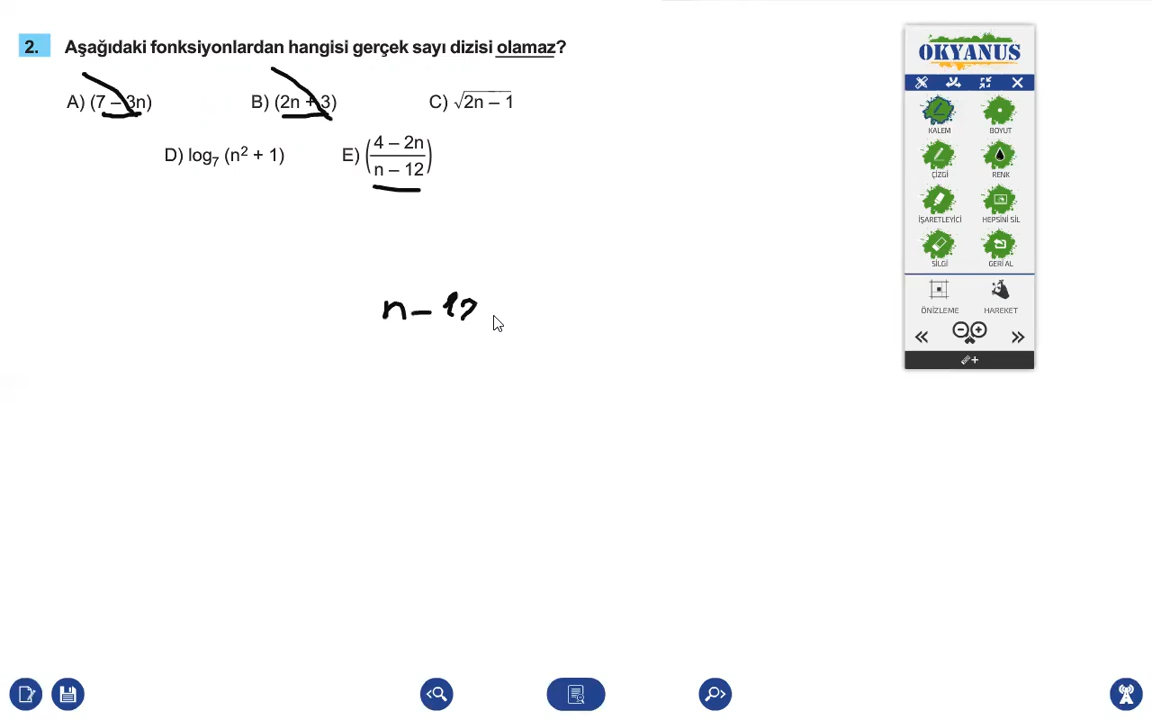 2. Aşağıdaki fonksiyonlardan hangisi gerçek sayı dizisi olamaz?
A) (7 – 3n) B) (2n + 3) C) √2n – 1
D) log₇ (n² + 1) E) (4 – 2n / n – 12)
n – 12
OKYANUS
KALEM BOYUT
ÇİZGİ RENK
İŞARETLEYİCİ HEPSİNİ SİL
SİLGİ GERİ AL
ÖNİZLEME HAREKET